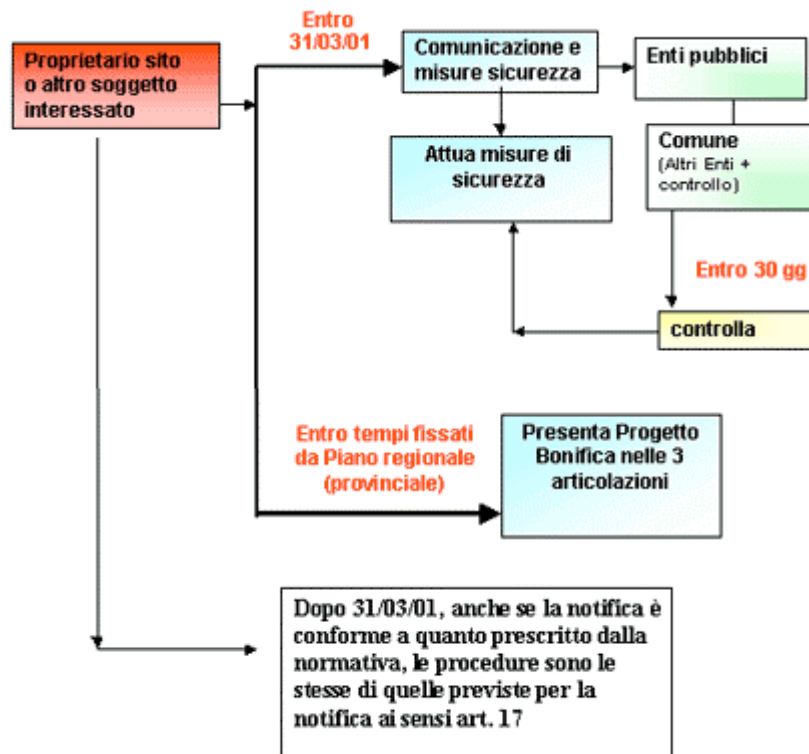 Proprietario sito
o altro soggetto
interessato
Entro
31/03/01
Comunicazione e
misure sicurezza
Enti pubblici
Attua misure di
sicurezza
Comune
(Altri Enti +
controllo)
Entro 30 gg
controlla
Entro tempi fissati
da Piano regionale
(provinciale)
Presenta Progetto
Bonifica nelle 3
articolazioni
Dopo 31/03/01, anche se la notifica è
conforme a quanto prescritto dalla
normativa, le procedure sono le
stesse di quelle previste per la
notifica ai sensi art. 17